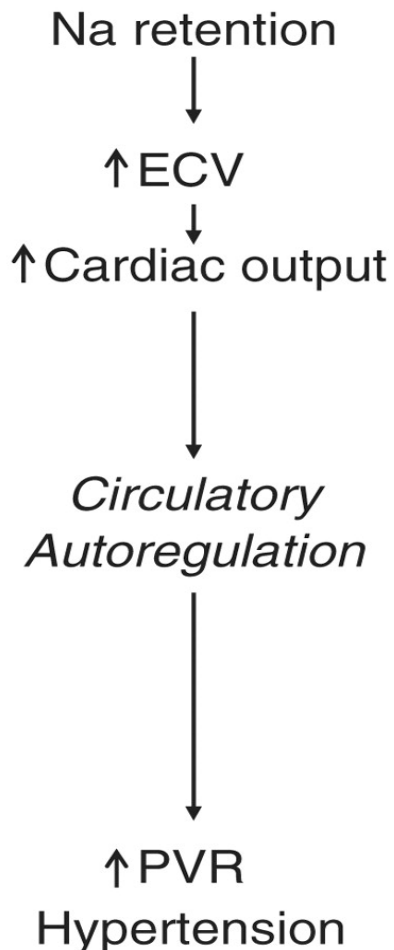 Na retention
↑ECV
↑Cardiac output
Circulatory
Autoregulation
↑PVR
Hypertension